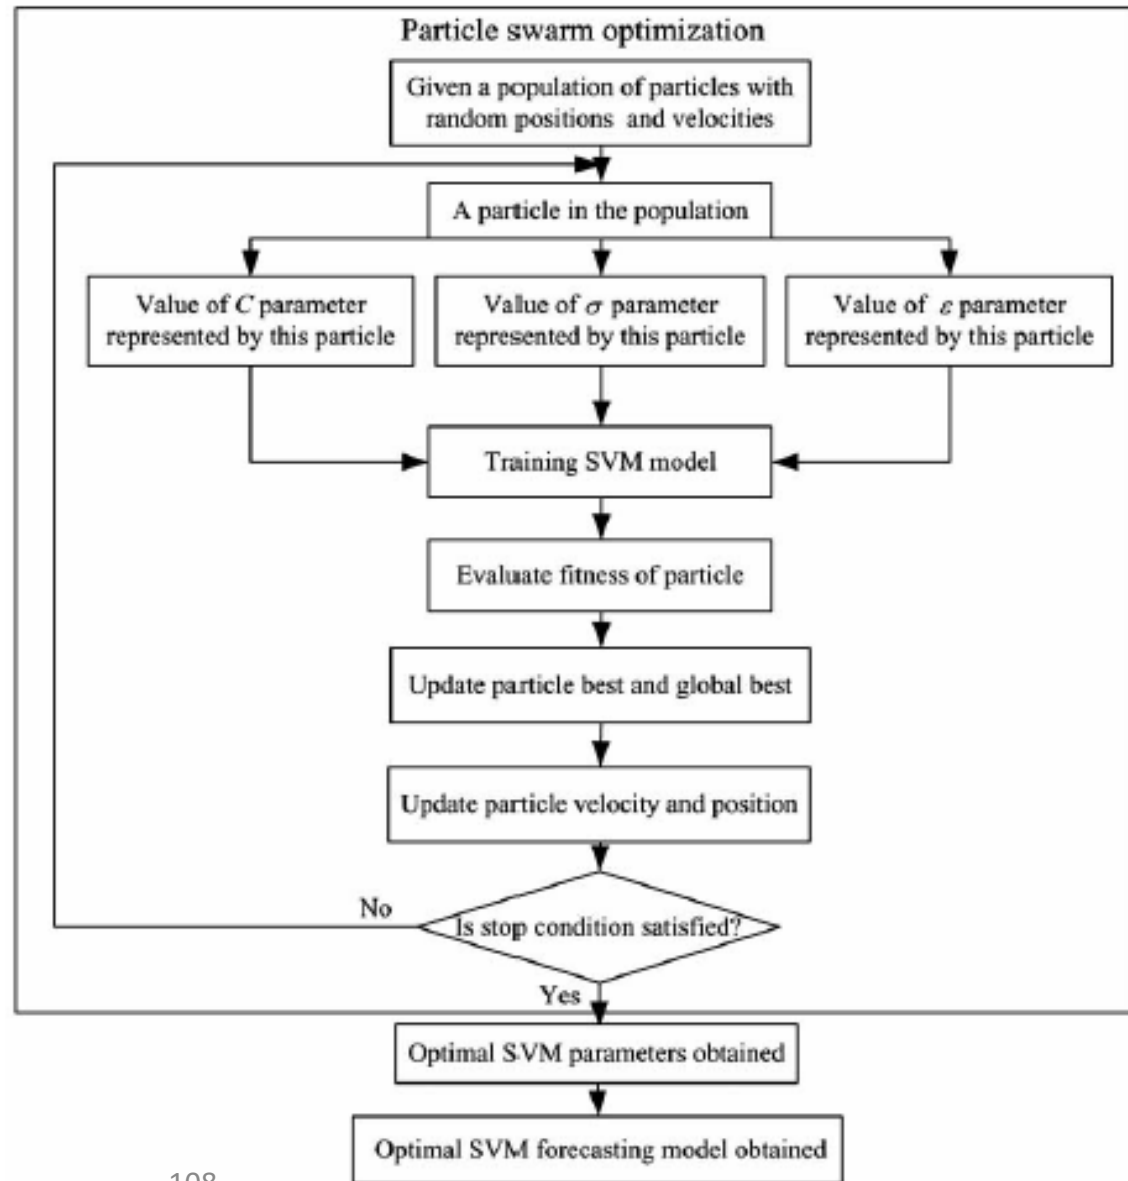 Particle swarm optimization
Given a population of particles with
random positions and velocities
A particle in the population
Value of C parameter
represented by this particle
Value of σ parameter
represented by this particle
Value of ε parameter
represented by this particle
Training SVM model
Evaluate fitness of particle
Update particle best and global best
Update particle velocity and position
No
Is stop condition satisfied?
Yes
Optimal SVM parameters obtained
Optimal SVM forecasting model obtained
108